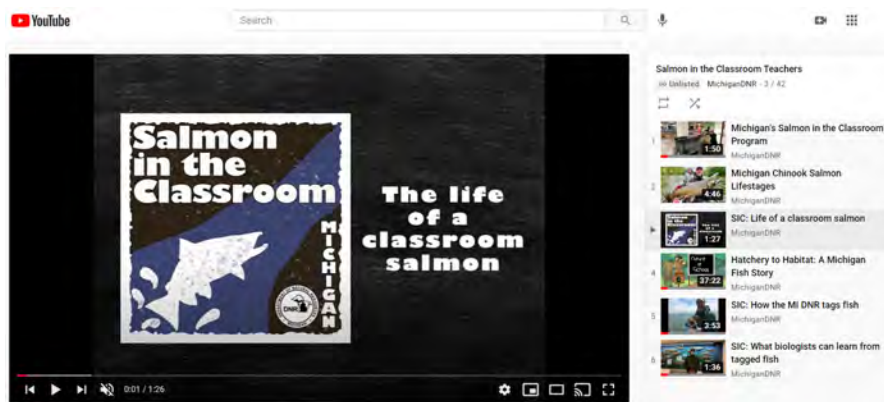 YouTube
Search
Salmon
in the
Classroom
MICHIGAN
DNR
The life
of a
classroom
salmon
0:01 / 1:26
Salmon in the Classroom Teachers
Unlisted MichiganDNR - 3 / 42
1
1:50
Michigan's Salmon in the Classroom
Program
MichiganDNR
2
4:46
Michigan Chinook Salmon
Lifestages
MichiganDNR
1:27
SIC: Life of a classroom salmon
MichiganDNR
4
37:22
Hatchery to Habitat: A Michigan
Fish Story
MichiganDNR
5
3:53
SIC: How the MI DNR tags fish
MichiganDNR
6
1:36
SIC: What biologists can learn from
tagged fish
MichiganDNR